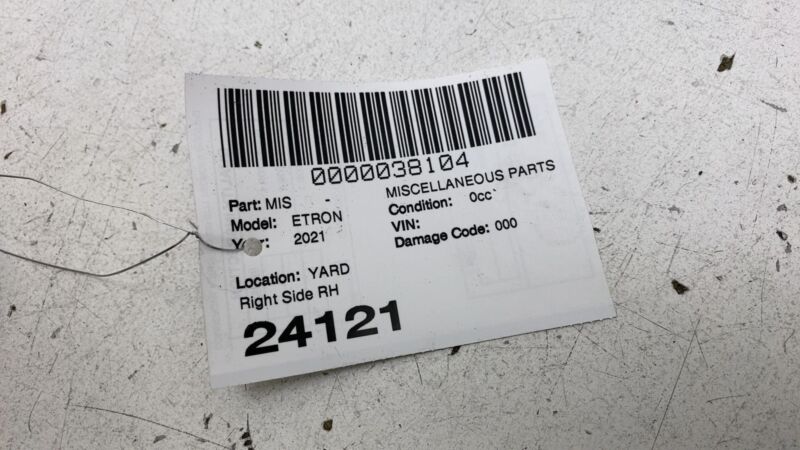 0000038104
Part: MIS - MISCELLANEOUS PARTS
Model: ETRON Condition: 0cc`
2021 VIN:
Damage Code: 000
Location: YARD
Right Side RH
24121